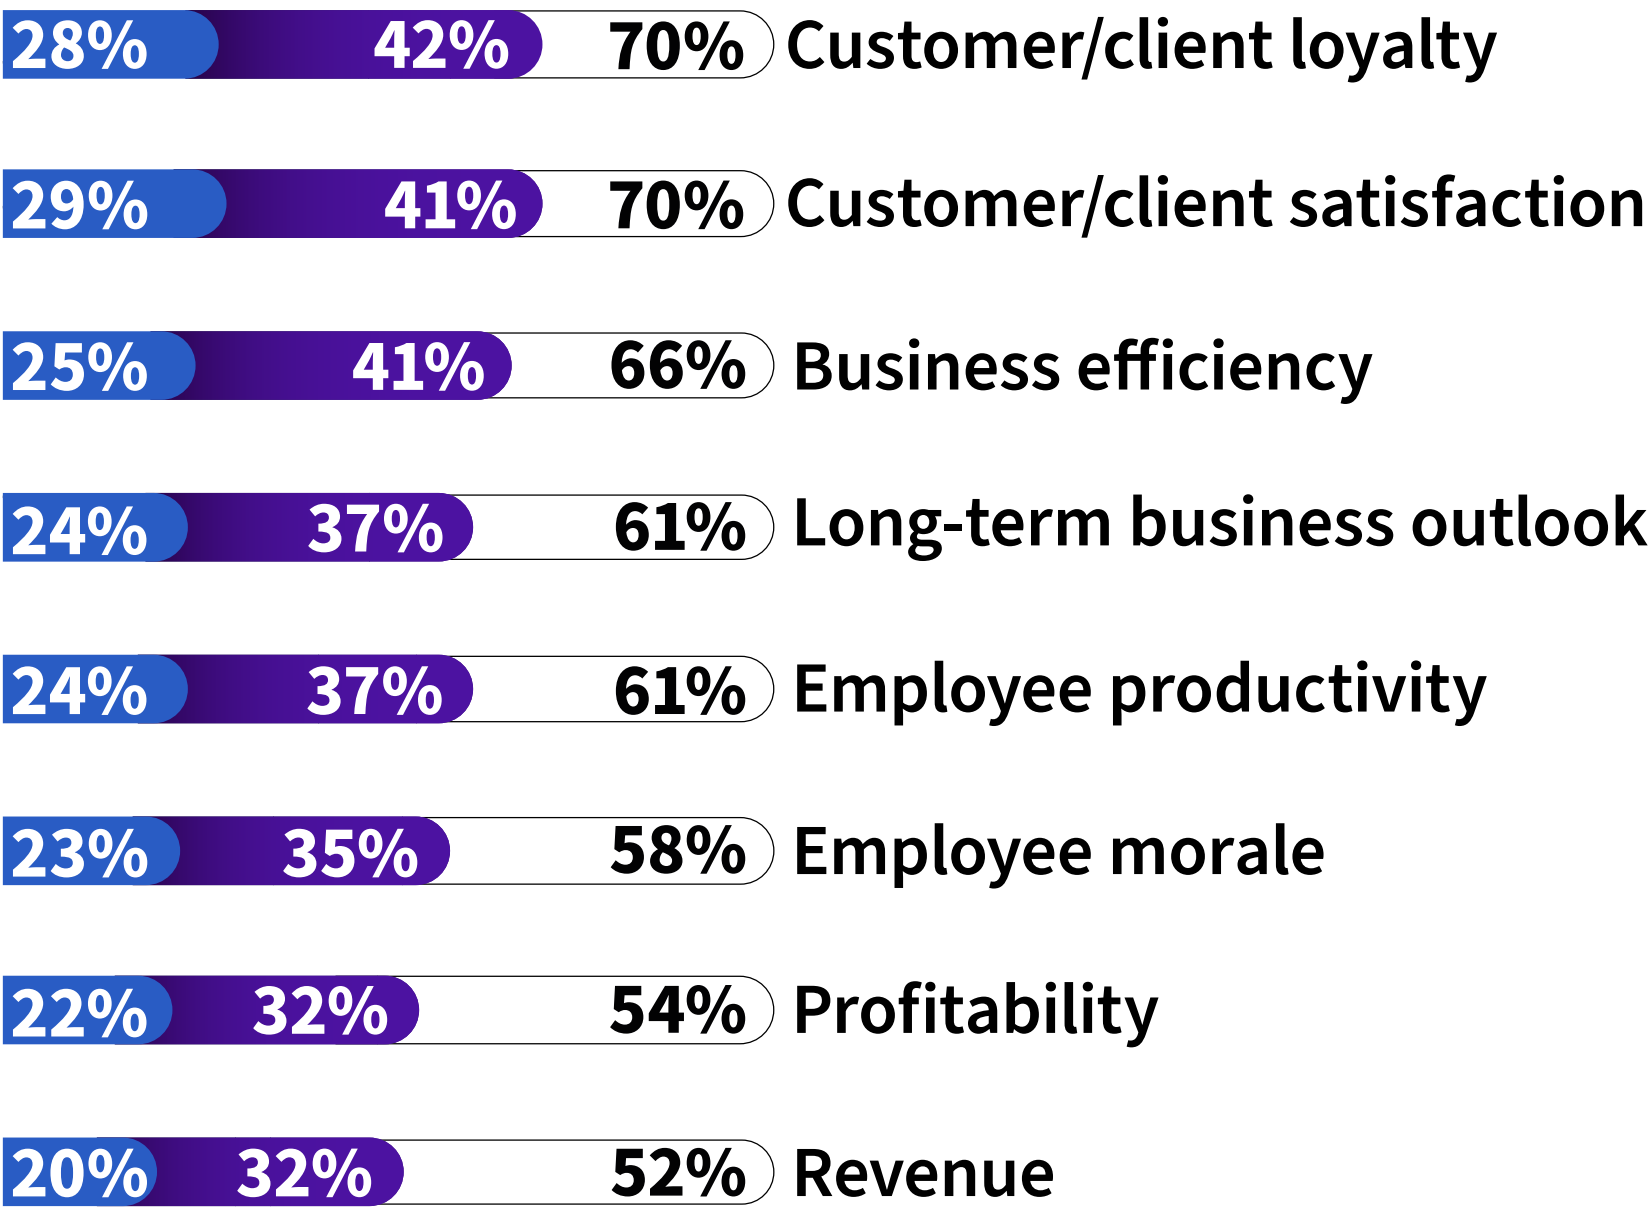 28% 42% 70% Customer/client loyalty
29% 41% 70% Customer/client satisfaction
25% 41% 66% Business efficiency
24% 37% 61% Long-term business outlook
24% 37% 61% Employee productivity
23% 35% 58% Employee morale
22% 32% 54% Profitability
20% 32% 52% Revenue